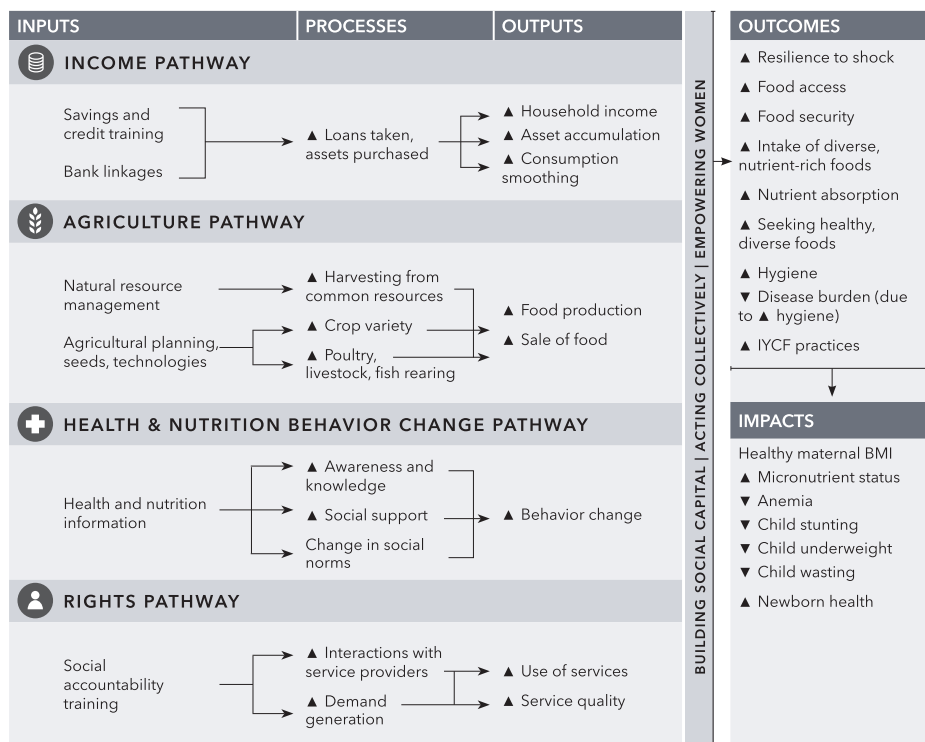 INPUTS
PROCESSES
OUTPUTS
INCOME PATHWAY
Savings and
credit training
Bank linkages
▲ Loans taken,
assets purchased
▲ Household income
▲ Asset accumulation
▲ Consumption
smoothing
AGRICULTURE PATHWAY
Natural resource
management
Agricultural planning,
seeds, technologies
▲ Harvesting from
common resources
▲ Crop variety
▲ Poultry,
livestock, fish rearing
▲ Food production
▲ Sale of food
HEALTH & NUTRITION BEHAVIOR CHANGE PATHWAY
Health and nutrition
information
▲ Awareness and
knowledge
▲ Social support
Change in social
norms
▲ Behavior change
RIGHTS PATHWAY
Social
accountability
training
▲ Interactions with
service providers
▲ Demand
generation
▲ Use of services
▲ Service quality
BUILDING SOCIAL CAPITAL | ACTING COLLECTIVELY | EMPOWERING WOMEN
OUTCOMES
▲ Resilience to shock
▲ Food access
▲ Food security
▲ Intake of diverse,
nutrient-rich foods
▲ Nutrient absorption
▲ Seeking healthy,
diverse foods
▲ Hygiene
▼ Disease burden (due
to ▲ hygiene)
▲ IYCF practices
IMPACTS
Healthy maternal BMI
▲ Micronutrient status
▼ Anemia
▼ Child stunting
▼ Child underweight
▼ Child wasting
▲ Newborn health